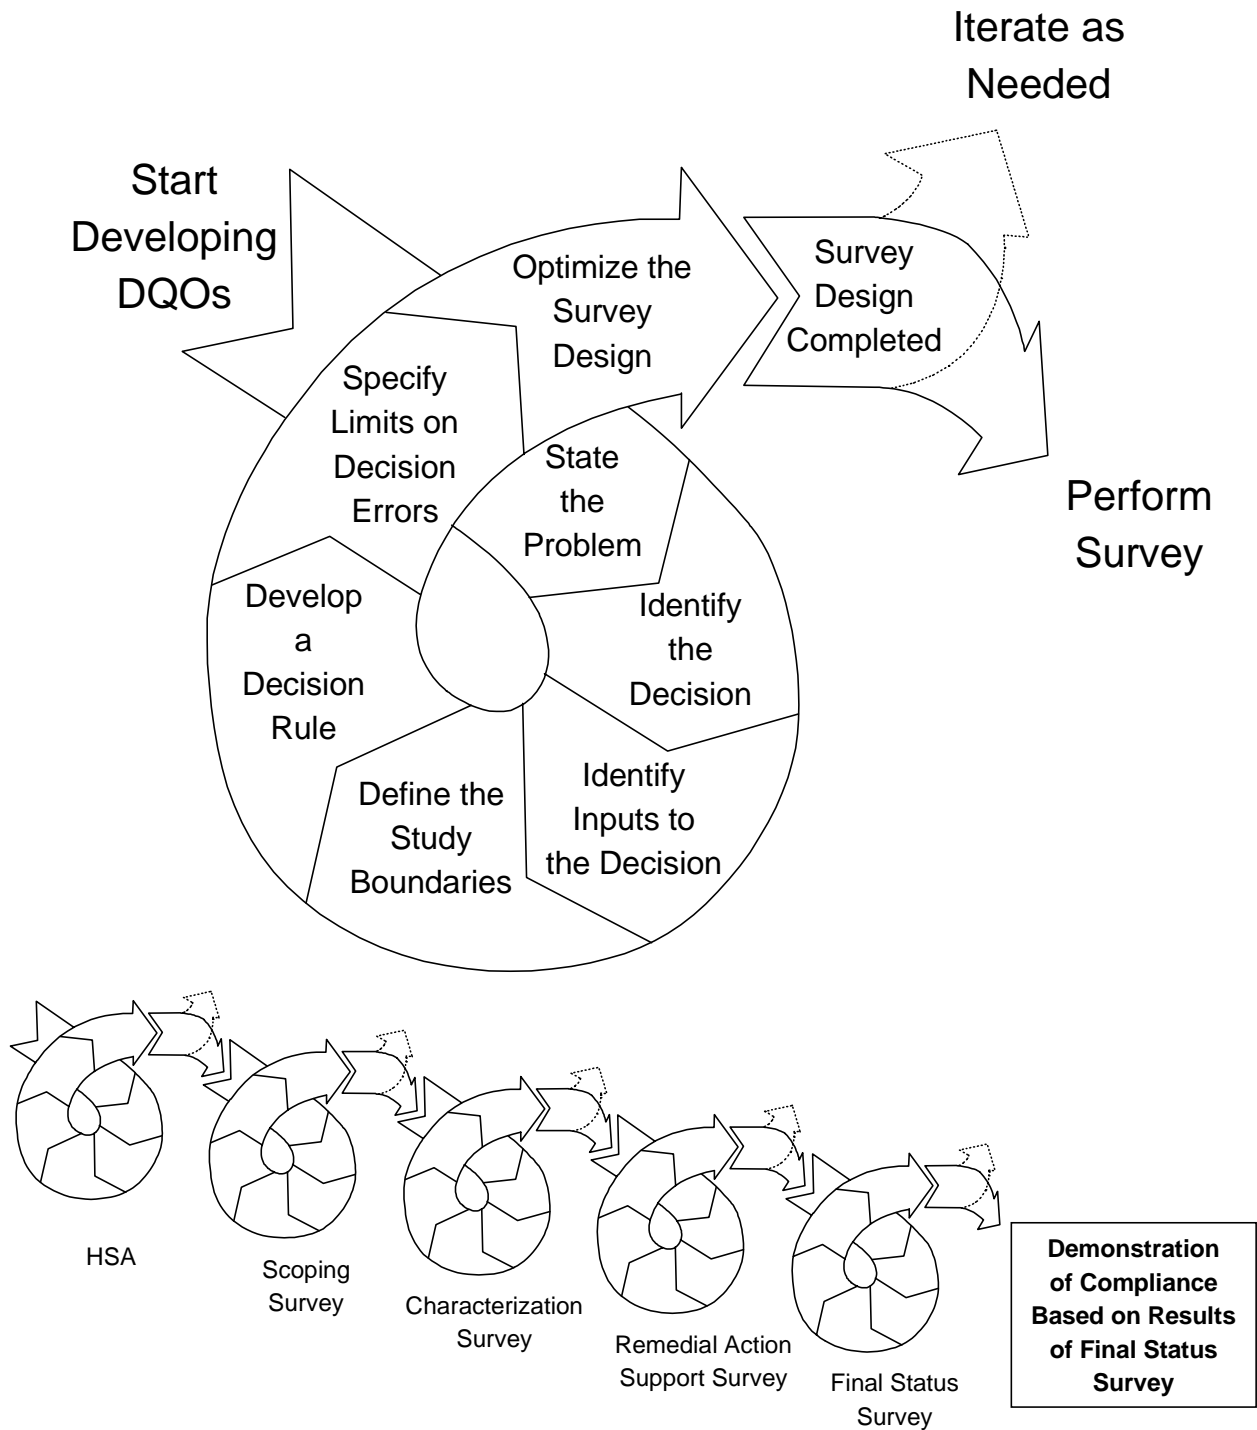 Iterate as
Needed
Start
Developing
DQOs
Optimize the
Survey
Design
Survey
Design
Completed
Specify
Limits on
Decision
Errors
State
the
Problem
Perform
Survey
Develop
a
Decision
Rule
Identify
the
Decision
Define the
Study
Boundaries
Identify
Inputs to
the Decision
HSA
Scoping
Survey
Characterization
Survey
Remedial Action
Support Survey
Final Status
Survey
Demonstration
of Compliance
Based on Results
of Final Status
Survey